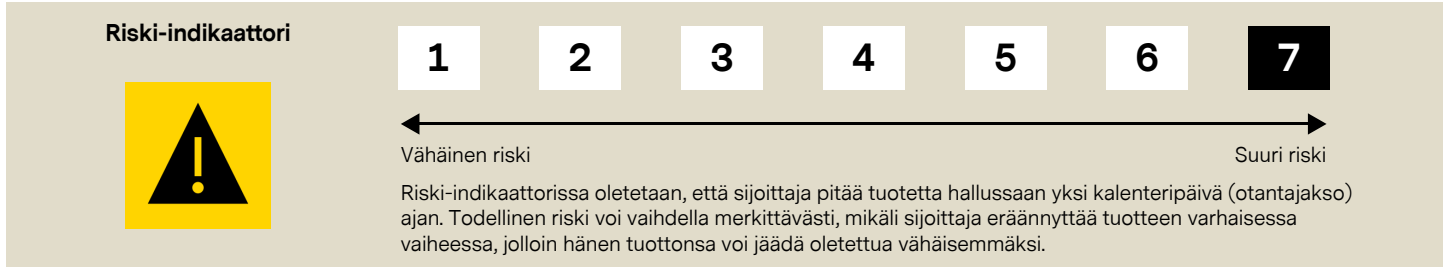 Riski-indikaattori
1 2 3 4 5 6 7
Vähäinen riski Suuri riski
Riski-indikaattorissa oletetaan, että sijoittaja pitää tuotetta hallussaan yksi kalenteripäivä (otantajakso)
ajan. Todellinen riski voi vaihdella merkittävästi, mikäli sijoittaja eräännyttää tuotteen varhaisessa
vaiheessa, jolloin hänen tuottonsa voi jäädä oletettua vähäisemmäksi.